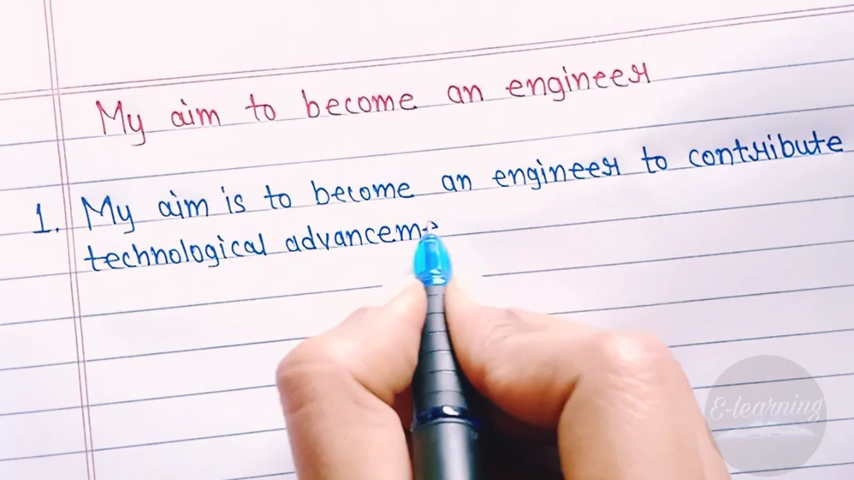 My aim to become an engineer
1. My aim is to become an engineer to contribute
technological advancem
E-learning